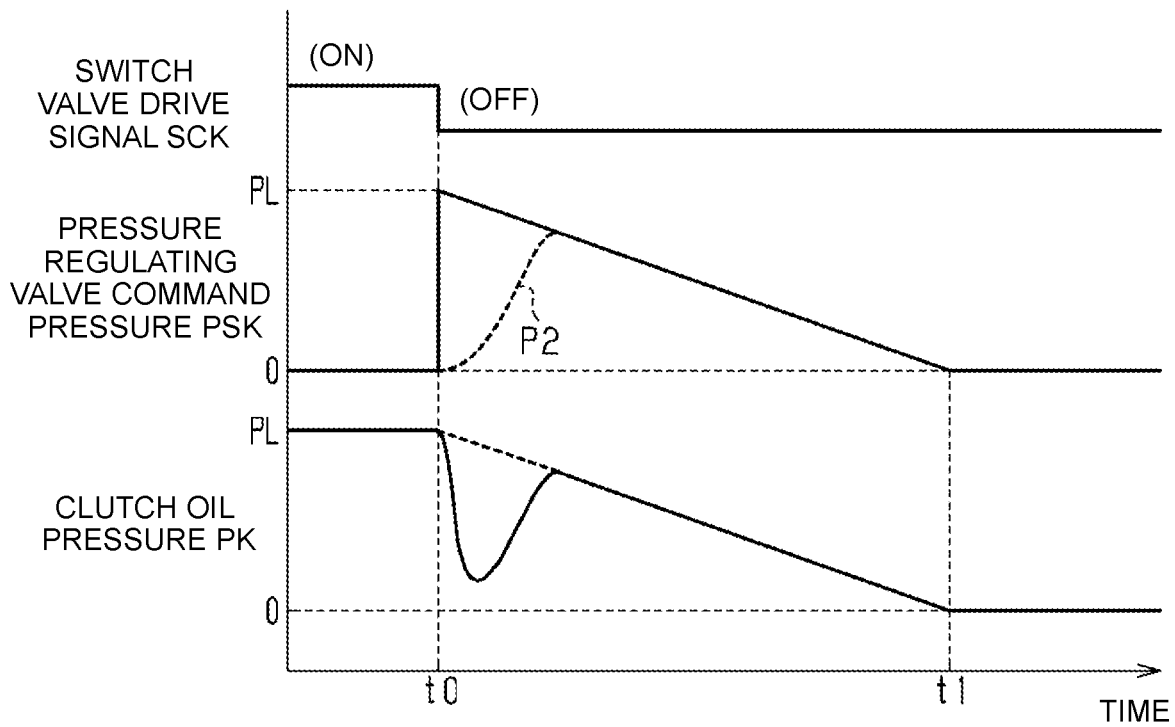 (ON)
SWITCH
VALVE DRIVE
SIGNAL SCK
(OFF)
PL
PRESSURE
REGULATING
VALVE COMMAND
PRESSURE PSK
P2
0
PL
CLUTCH OIL
PRESSURE PK
0
t0
t1
TIME